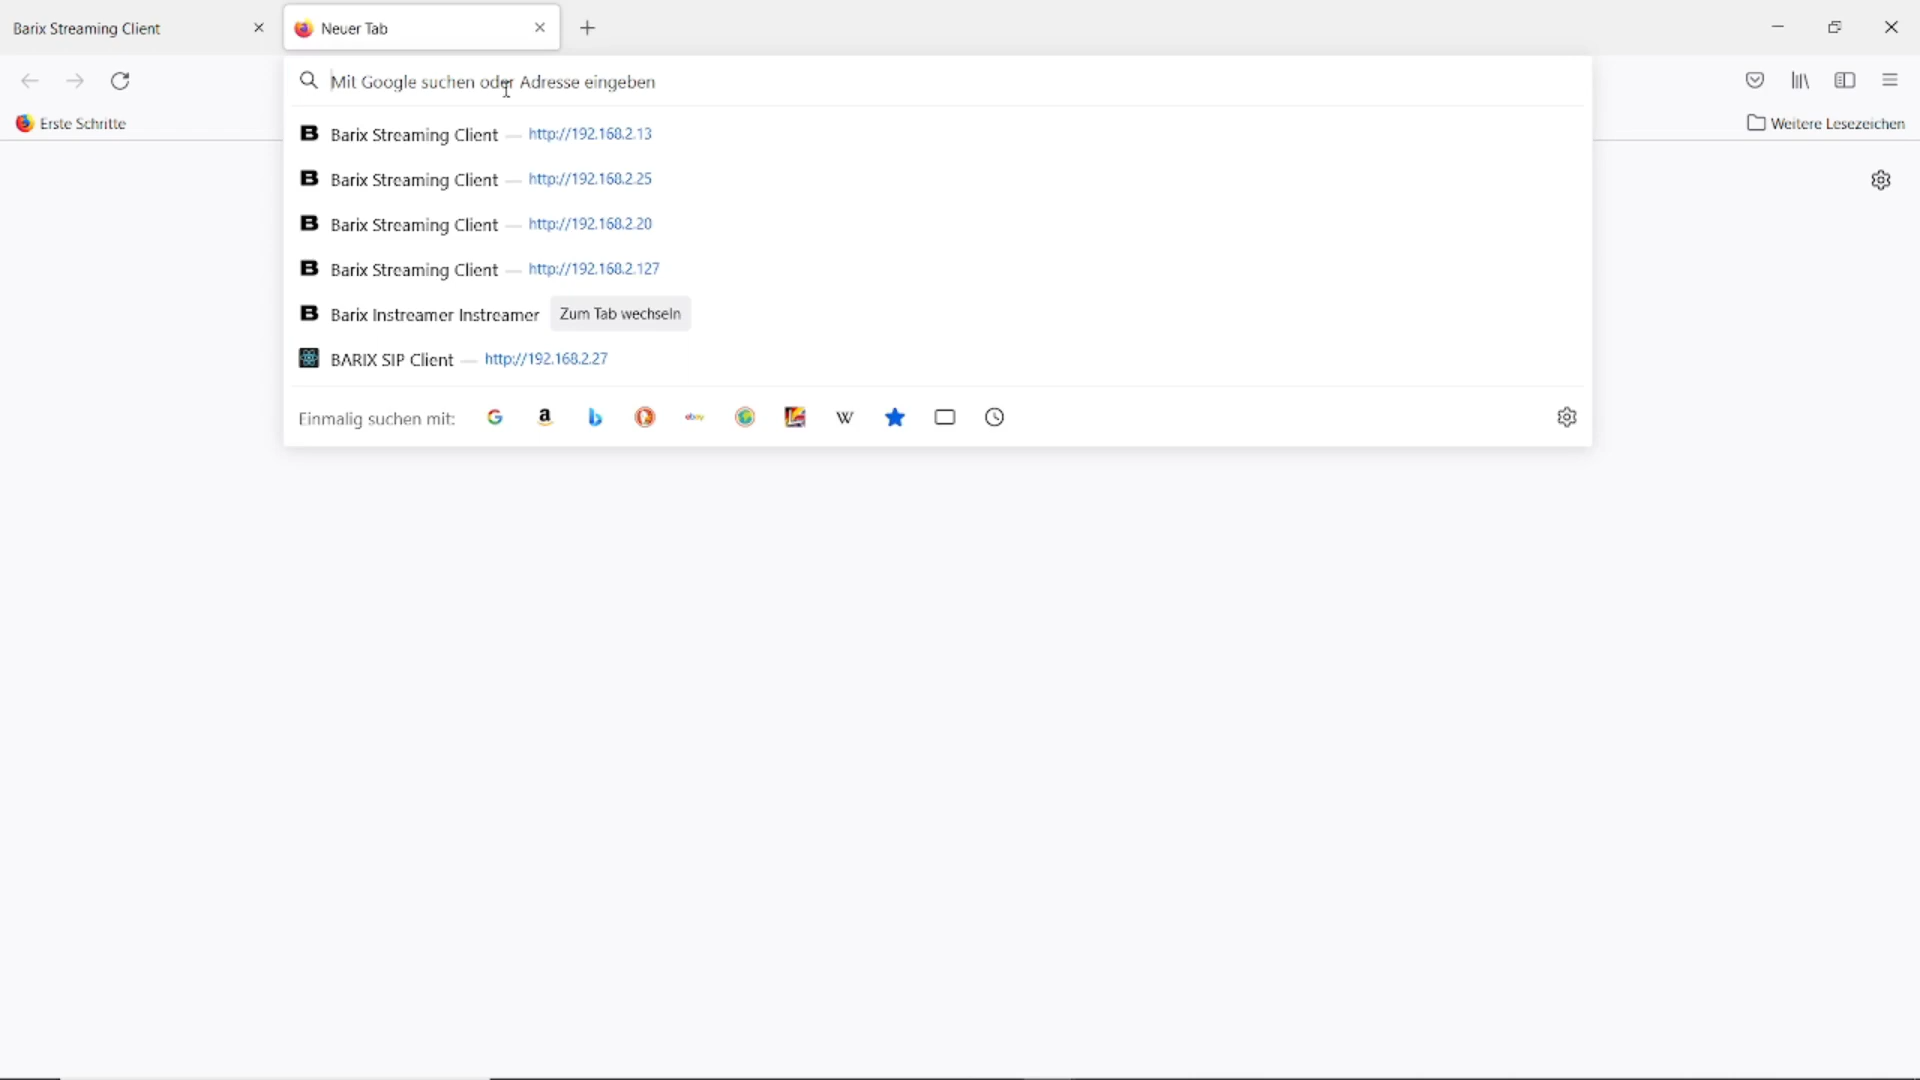 Barix Streaming Client
Neuer Tab
Mit Google suchen oder Adresse eingeben
Erste Schritte
Weitere Lesezeichen
Barix Streaming Client — http://192.168.2.13
Barix Streaming Client — http://192.168.2.25
Barix Streaming Client — http://192.168.2.20
Barix Streaming Client — http://192.168.2.127
Barix Instreamer Instreamer Zum Tab wechseln
BARIX SIP Client — http://192.168.2.27
Einmalig suchen mit: